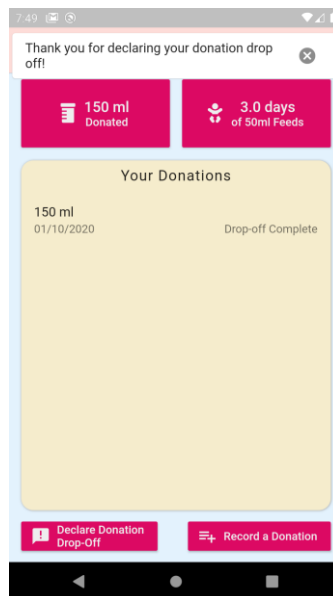 7:49
Thank you for declaring your donation drop
off!
150 ml
Donated
3.0 days
of 50ml Feeds
Your Donations
150 ml
01/10/2020
Drop-off Complete
Declare Donation
Drop-Off
Record a Donation